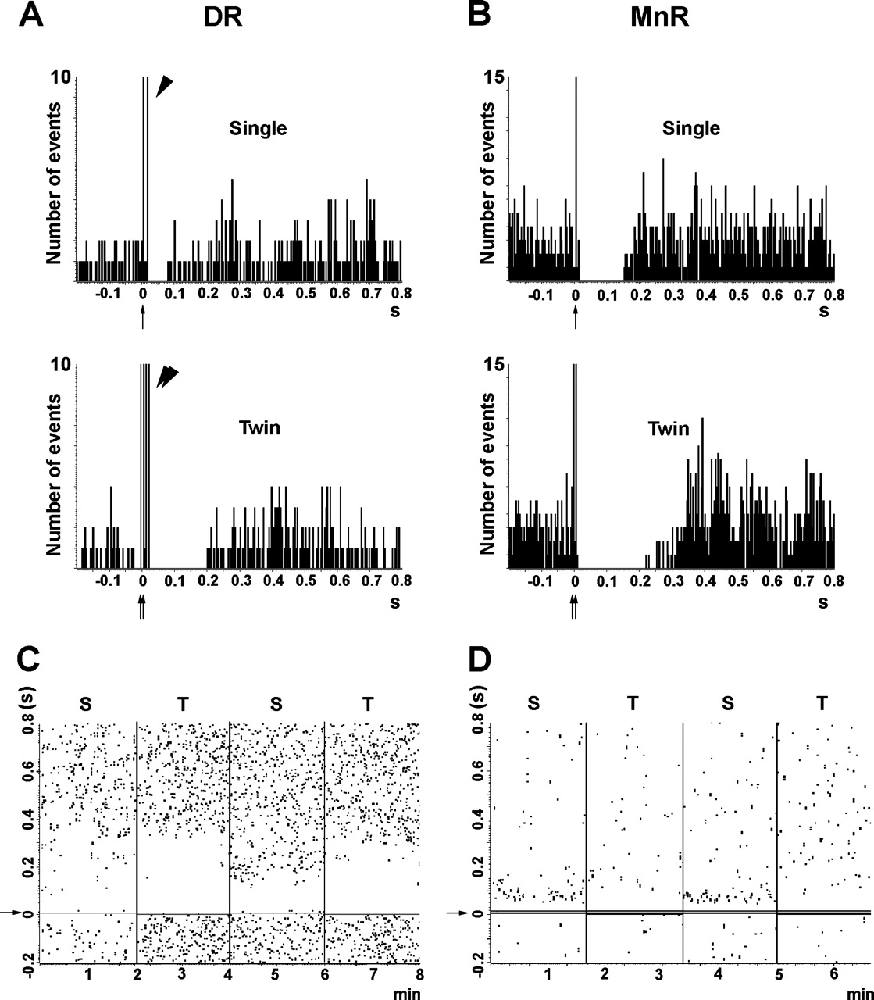 A DR
B MnR
10
Number of events
Single
-0.1 0 0.1 0.2 0.3 0.4 0.5 0.6 0.7 0.8
s
15
Number of events
Single
-0.1 0 0.1 0.2 0.3 0.4 0.5 0.6 0.7 0.8
s
10
Number of events
Twin
-0.1 0 0.1 0.2 0.3 0.4 0.5 0.6 0.7 0.8
s
15
Number of events
Twin
-0.1 0 0.1 0.2 0.3 0.4 0.5 0.6 0.7 0.8
s
C
(s)
S T S T
0.8
0.6
0.4
0.2
0
-0.2
1 2 3 4 5 6 7 8
min
D
(s)
S T S T
0.8
0.6
0.4
0.2
0
-0.2
1 2 3 4 5 6
min